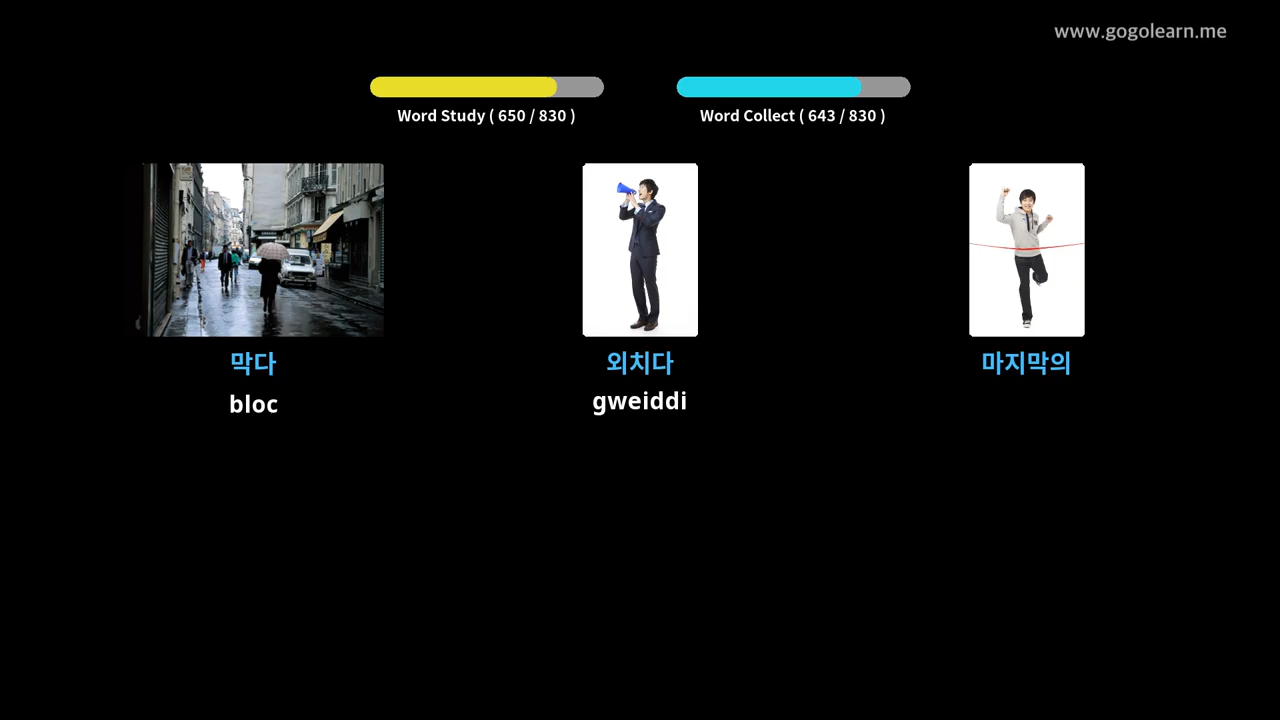 www.gogolearn.me
Word Study ( 650 / 830 )
Word Collect ( 643 / 830 )
막다
외치다
마지막의
bloc
gweiddi